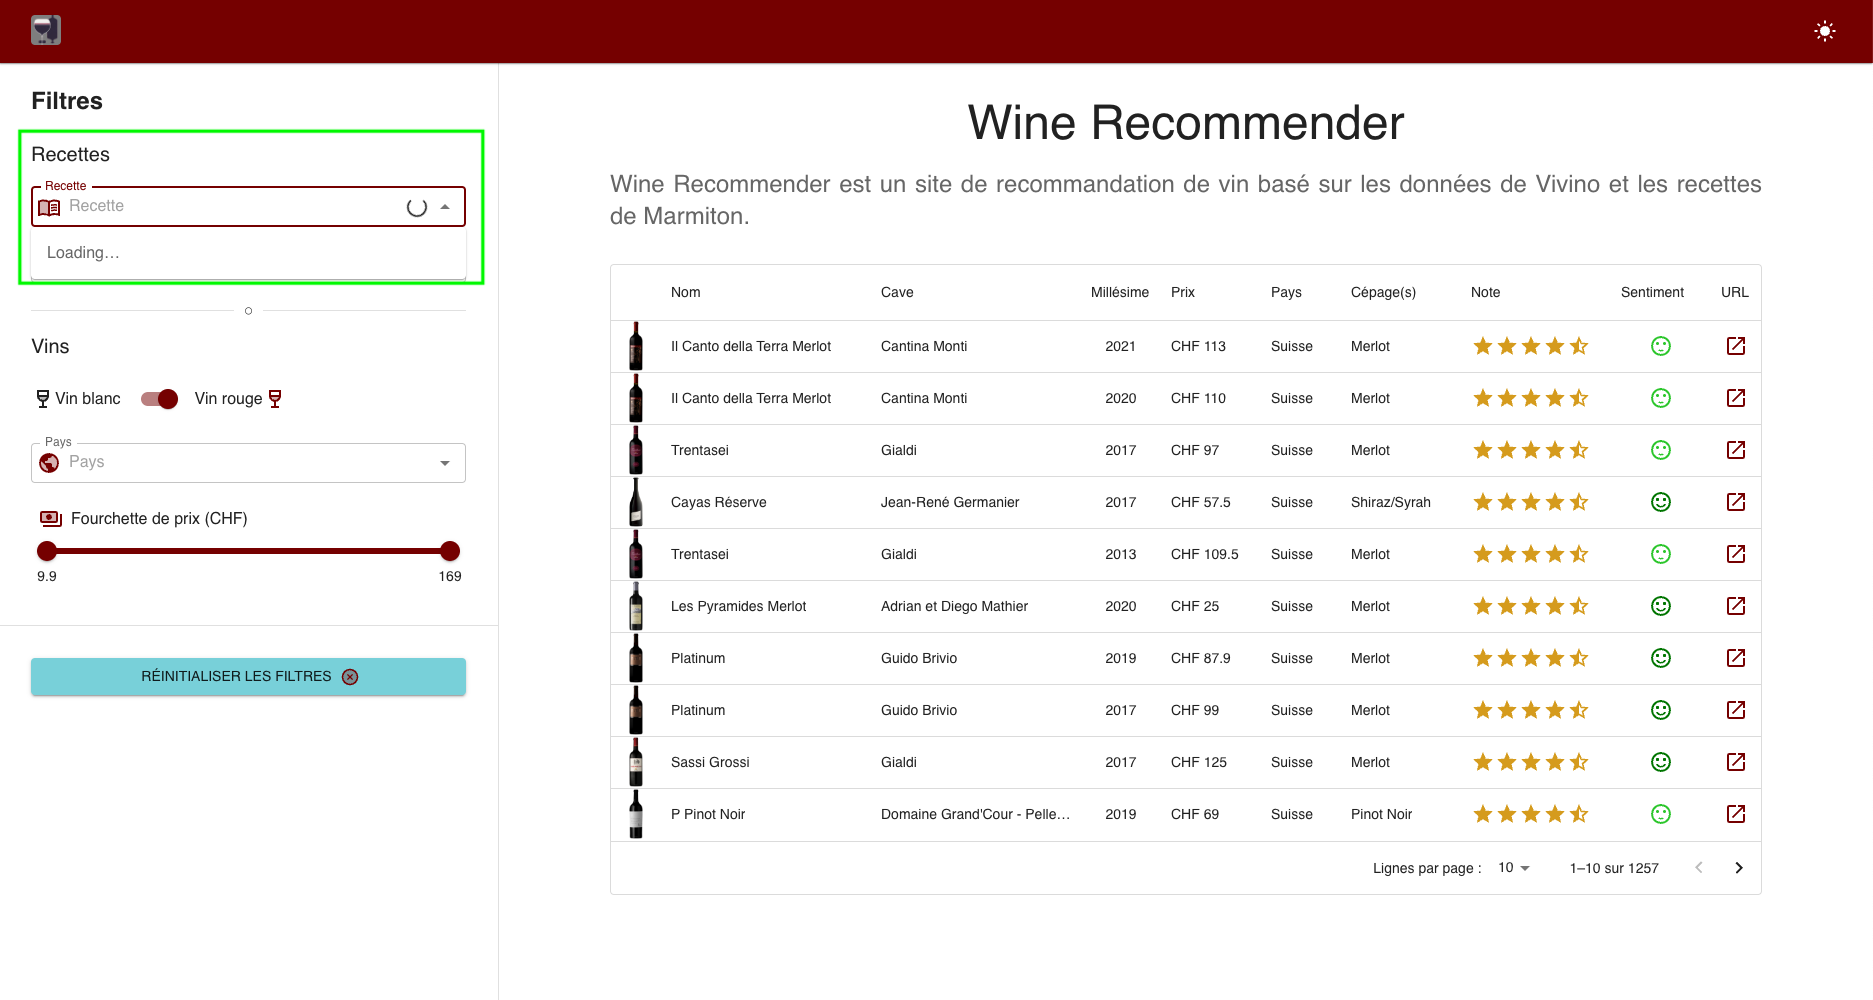 Filtres
Recettes
Recette
Recette
Loading…
Vins
Vin blanc Vin rouge
Pays
Pays
Fourchette de prix (CHF)
9.9 169
RÉINITIALISER LES FILTRES
Wine Recommender
Wine Recommender est un site de recommandation de vin basé sur les données de Vivino et les recettes
de Marmiton.
Nom Cave Millésime Prix Pays Cépage(s) Note Sentiment URL
Il Canto della Terra Merlot Cantina Monti 2021 CHF 113 Suisse Merlot
Il Canto della Terra Merlot Cantina Monti 2020 CHF 110 Suisse Merlot
Trentasei Gialdi 2017 CHF 97 Suisse Merlot
Cayas Réserve Jean-René Germanier 2017 CHF 57.5 Suisse Shiraz/Syrah
Trentasei Gialdi 2013 CHF 109.5 Suisse Merlot
Les Pyramides Merlot Adrian et Diego Mathier 2020 CHF 25 Suisse Merlot
Platinum Guido Brivio 2019 CHF 87.9 Suisse Merlot
Platinum Guido Brivio 2017 CHF 99 Suisse Merlot
Sassi Grossi Gialdi 2017 CHF 125 Suisse Merlot
P Pinot Noir Domaine Grand'Cour - Pelle… 2019 CHF 69 Suisse Pinot Noir
Lignes par page : 10 1–10 sur 1257